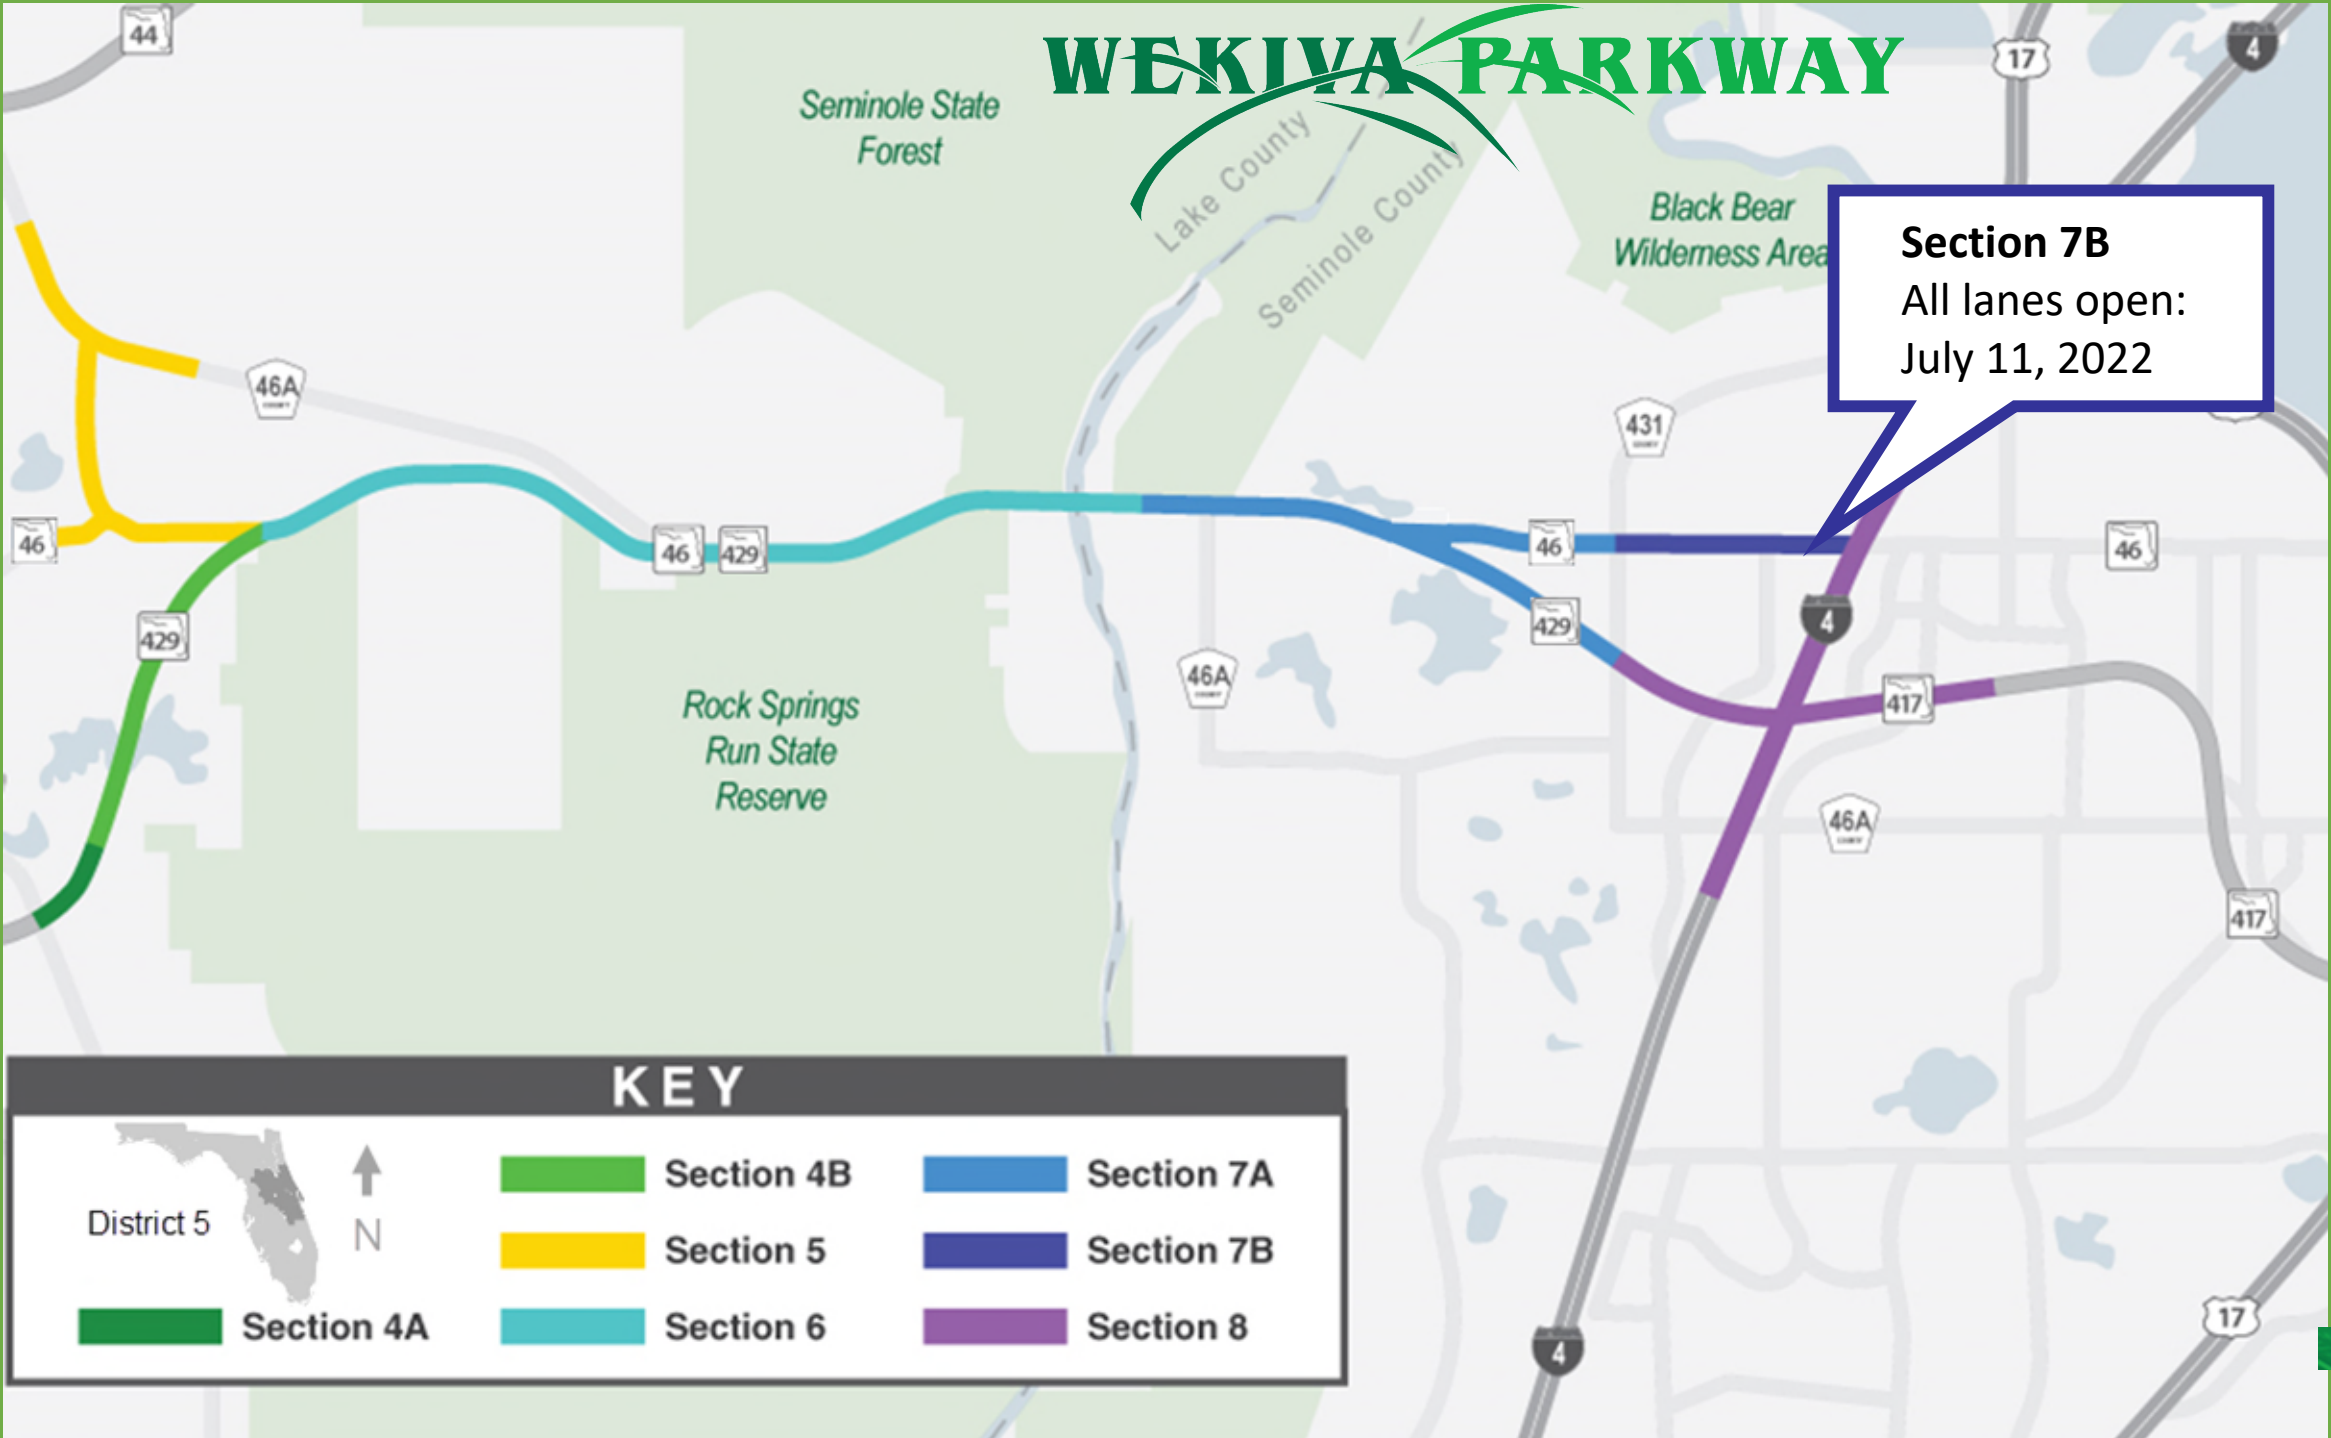 WEKIVA PARKWAY
44
17
4
Seminole State
Forest
Lake County
Seminole County
Black Bear
Wilderness Area
Section 7B
All lanes open:
July 11, 2022
46A
431
46
46
429
46
46
429
429
46A
4
417
Rock Springs
Run State
Reserve
46A
417
KEY
District 5
N
Section 4A
Section 4B
Section 5
Section 6
Section 7A
Section 7B
Section 8
4
17